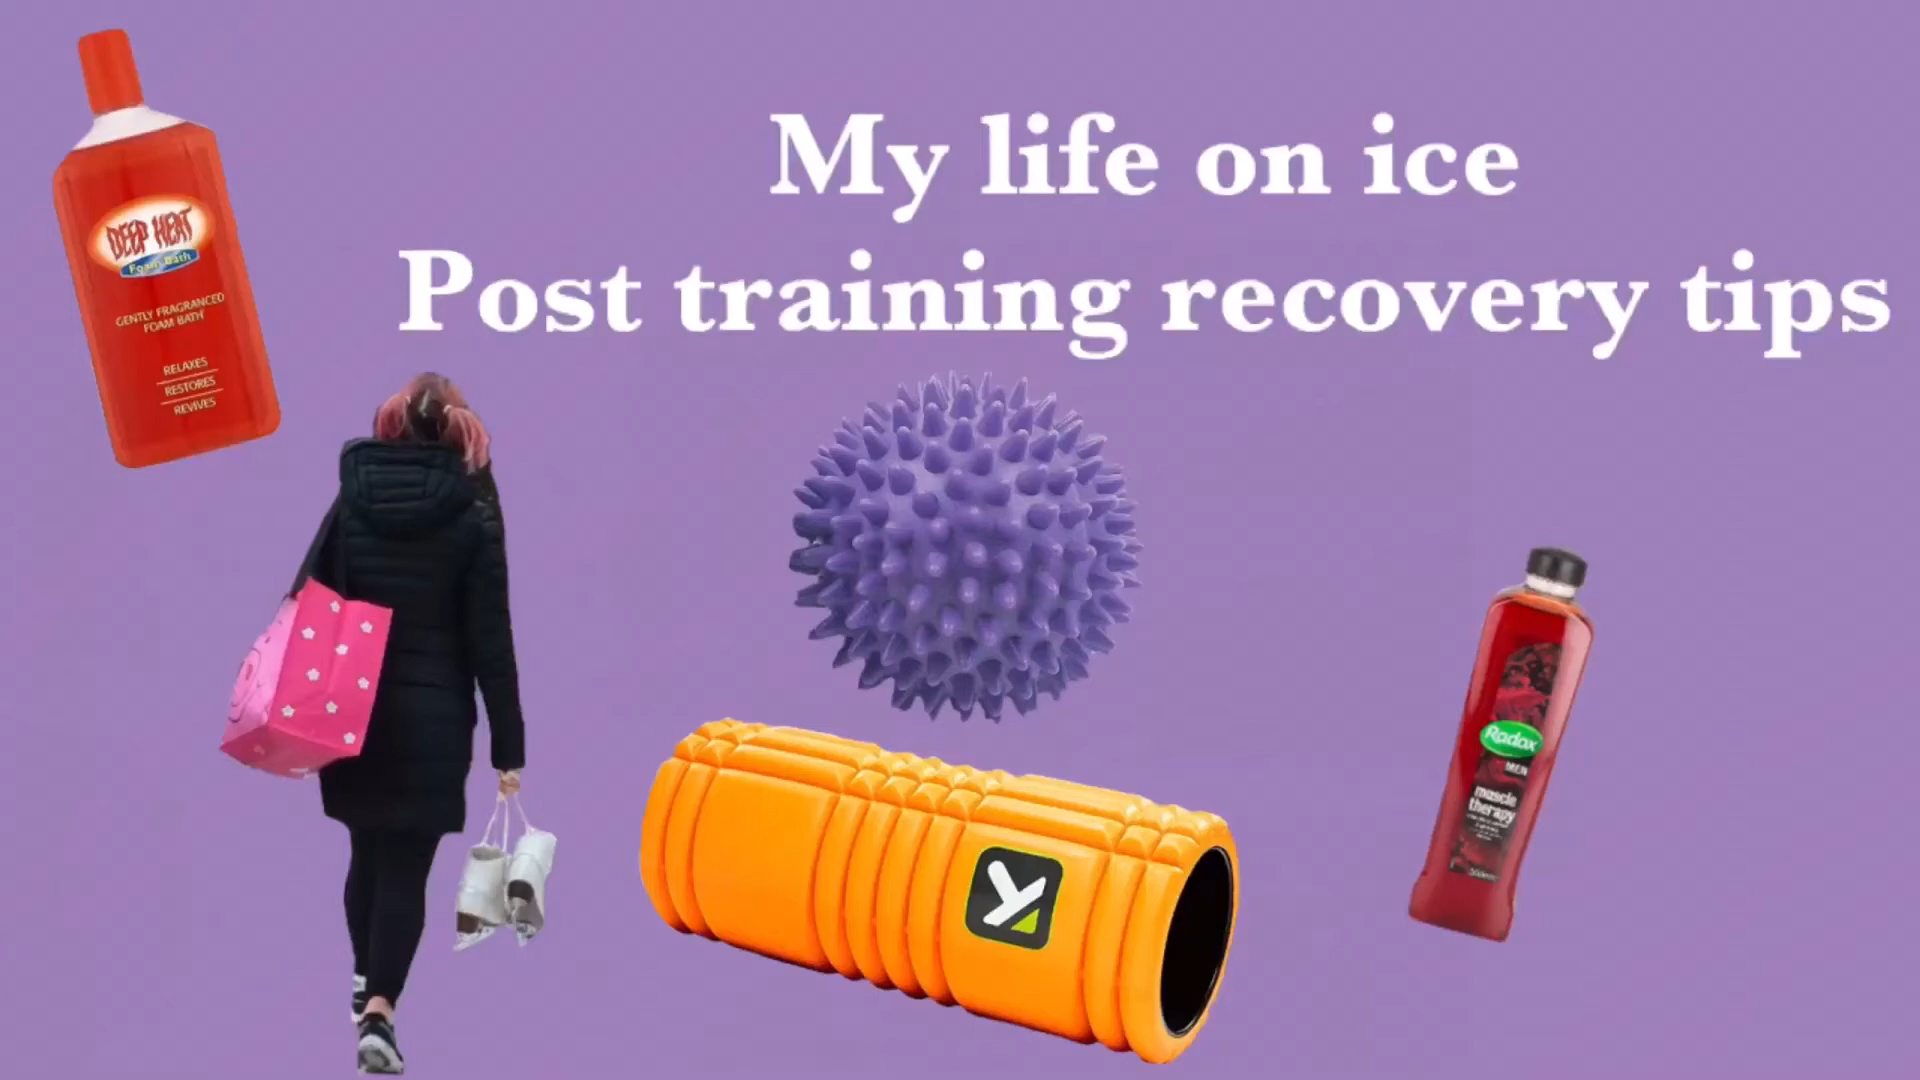 My life on ice
Post training recovery tips
DEEP HEAT
Foam Bath
GENTLY FRAGRANCED
FOAM BATH
RELAXES
RESTORES
REVIVES
Radox
MEN
muscle
therapy